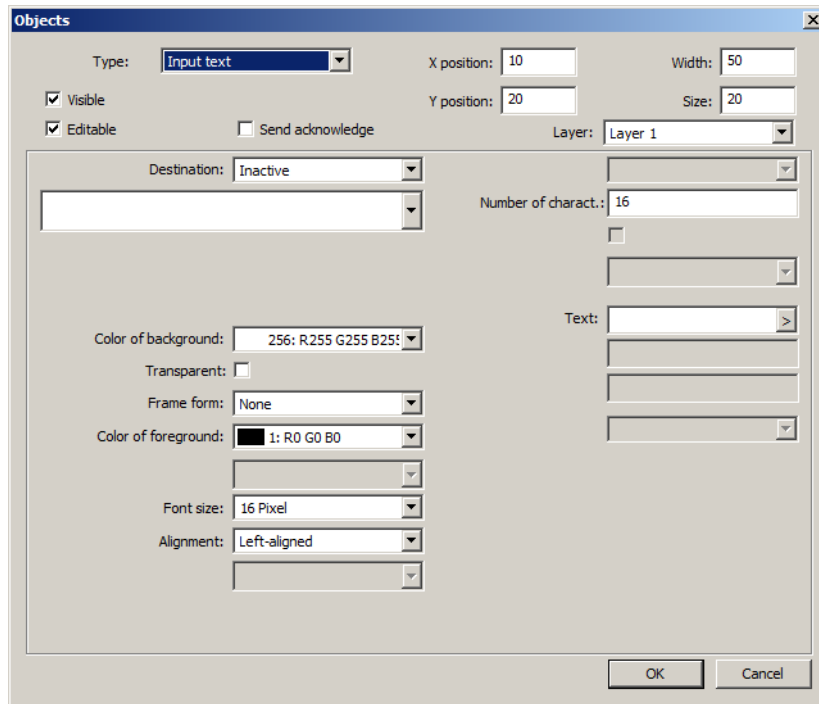 Objects
Type: Input text X position: 10 Width: 50
Visible Y position: 20 Size: 20
Editable Send acknowledge Layer: Layer 1
Destination: Inactive
Number of charact.: 16
Text: >
Color of background: 256: R255 G255 B25
Transparent:
Frame form: None
Color of foreground: 1: R0 G0 B0
Font size: 16 Pixel
Alignment: Left-aligned
OK Cancel